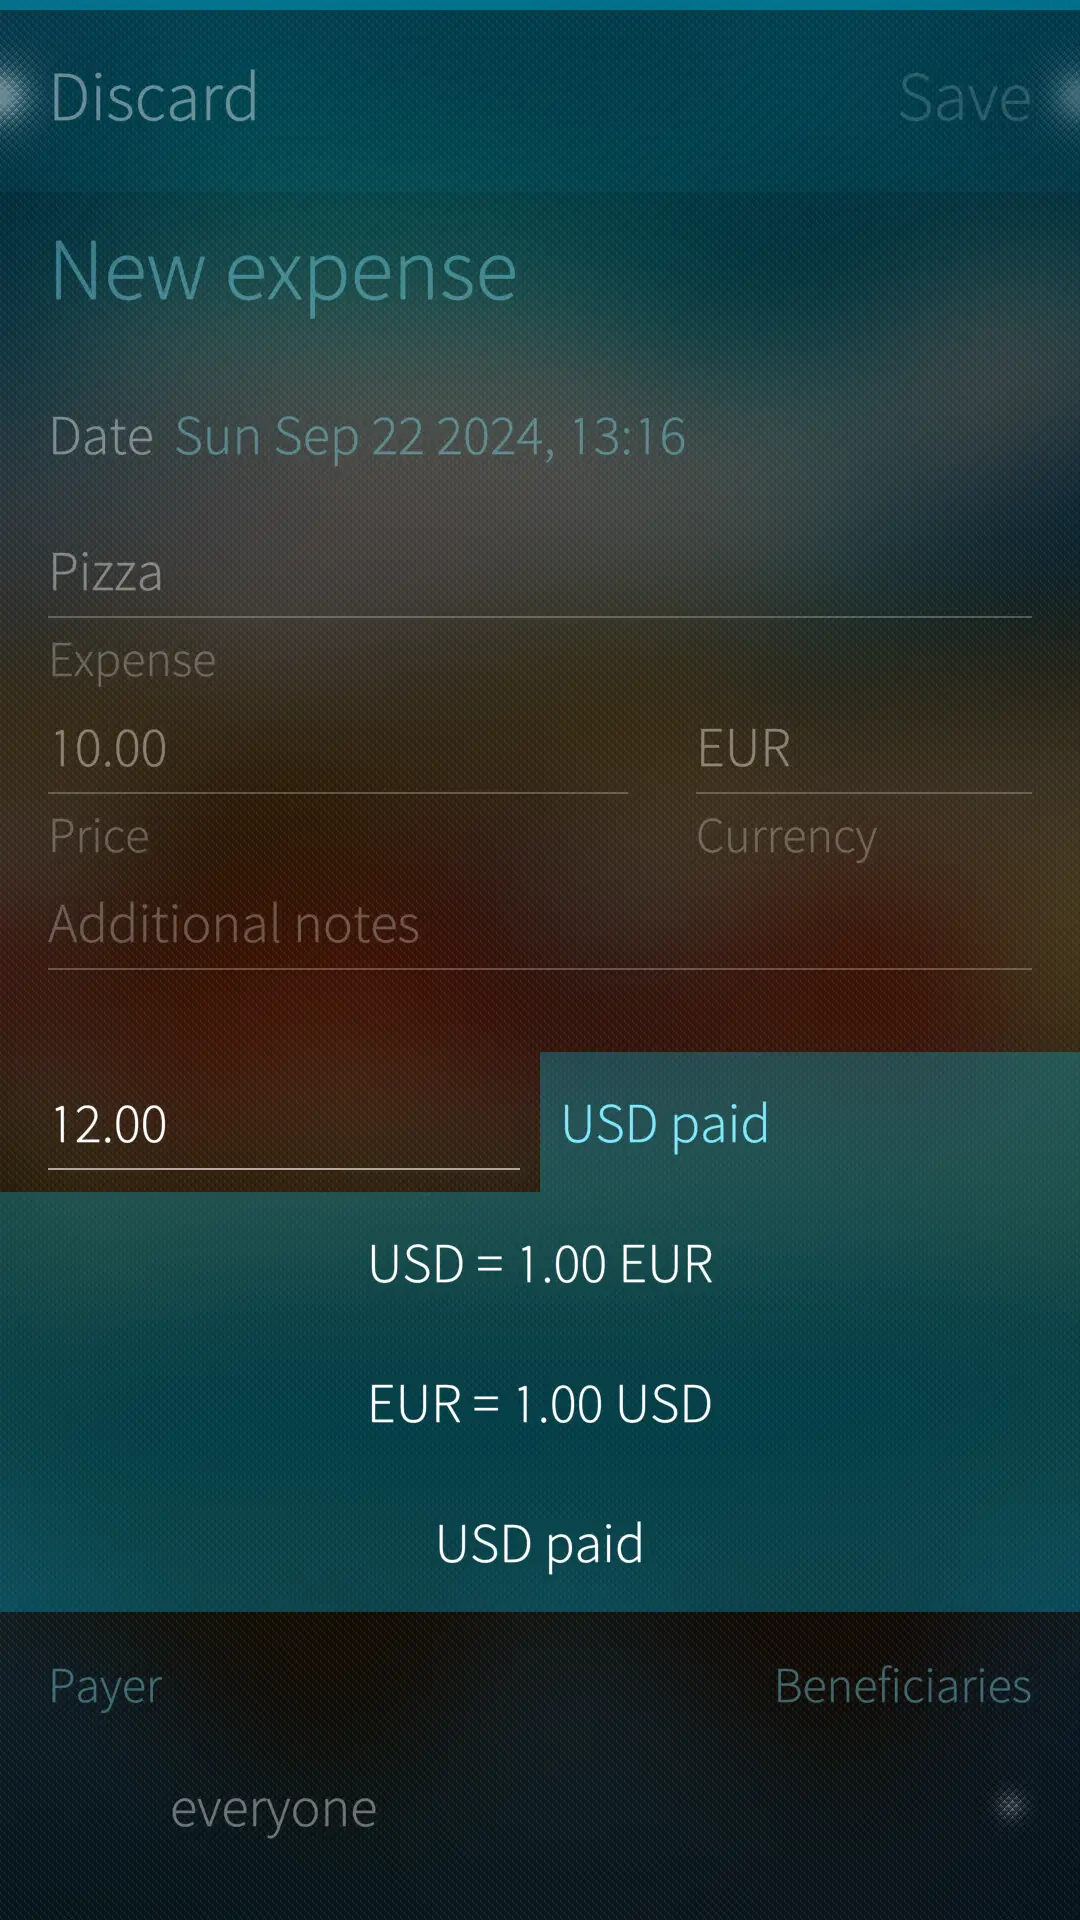 Discard Save
New expense
Date Sun Sep 22 2024, 13:16
Pizza
Expense
10.00 EUR
Price Currency
Additional notes
12.00 USD paid
USD = 1.00 EUR
EUR = 1.00 USD
USD paid
Payer Beneficiaries
everyone